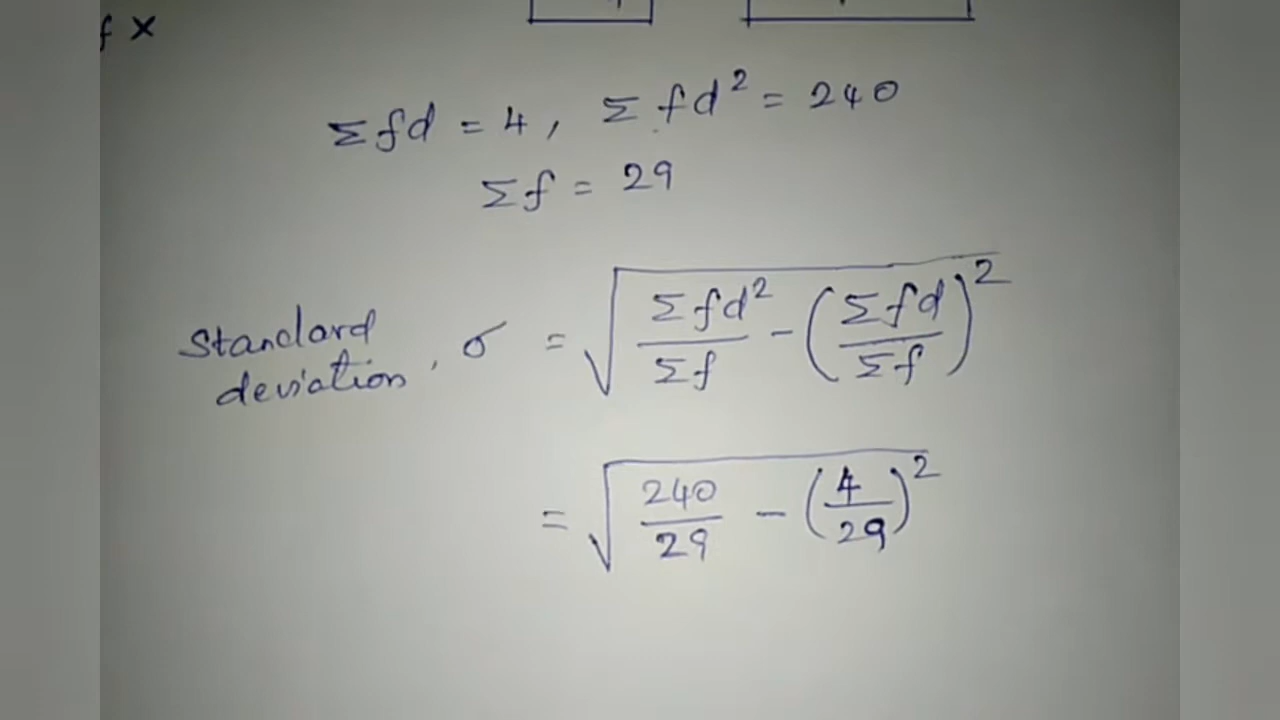 f x
Σfd = 4, Σfd² = 240
Σf = 29
Standard deviation, σ = √(Σfd²/Σf - (Σfd/Σf)²)
= √(240/29 - (4/29)²)